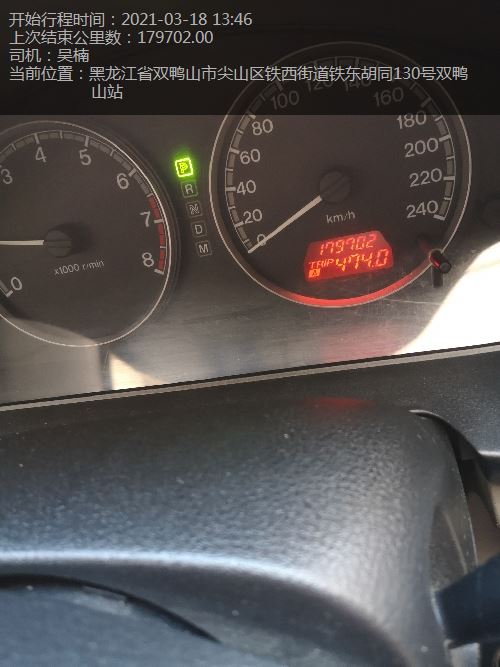 开始行程时间：2021-03-18 13:46
上次结束公里数：179702.00
司机：吴楠
当前位置：黑龙江省双鸭山市尖山区铁西街道铁东胡同130号双鸭
山站
100 120 140
160
80
180
60
200
40
220
20
240
0
km/h
179702
TRIP 474.0
A
3 4 5 6 7 8
0
x1000 r/min
P
R
N
D
M